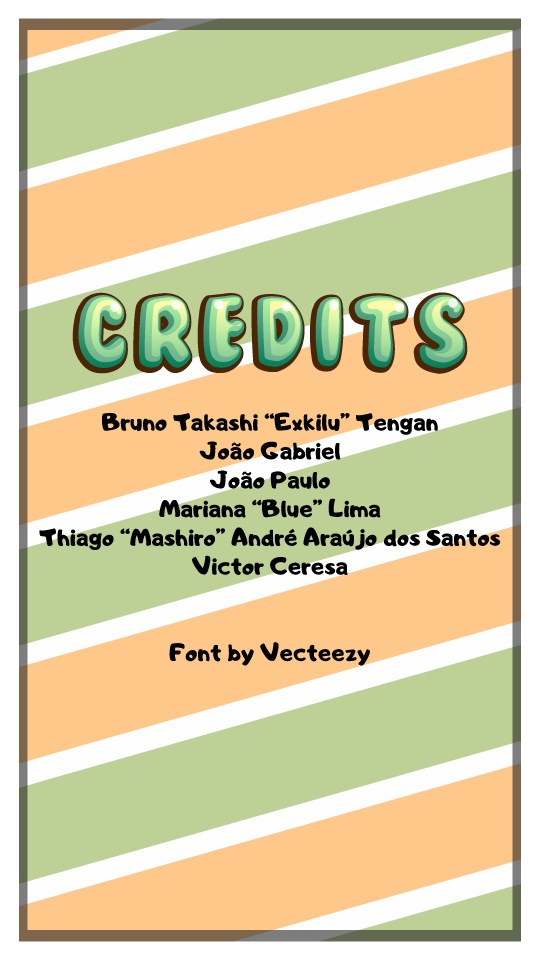 CREDITS
Bruno Takashi “Exkilu” Tengan
João Gabriel
João Paulo
Mariana “Blue” Lima
Thiago “Mashiro” André Araújo dos Santos
Victor Ceresa
Font by Vecteezy